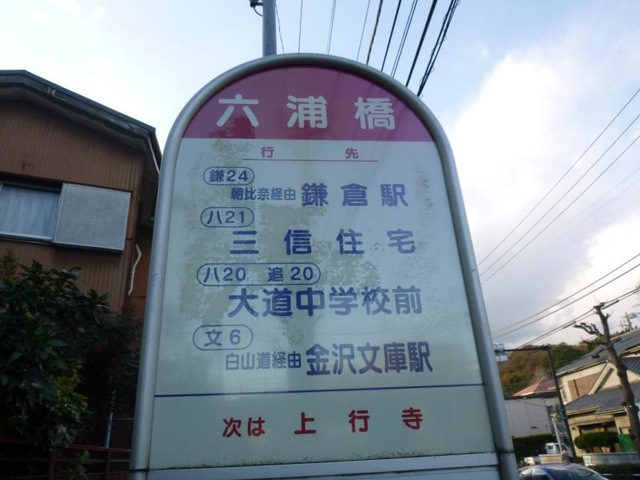 六浦橋
行先
鎌24
朝比奈経由 鎌倉駅
八21
三信住宅
八20 追20
大道中学校前
文6
白山道経由 金沢文庫駅
次は 上行寺